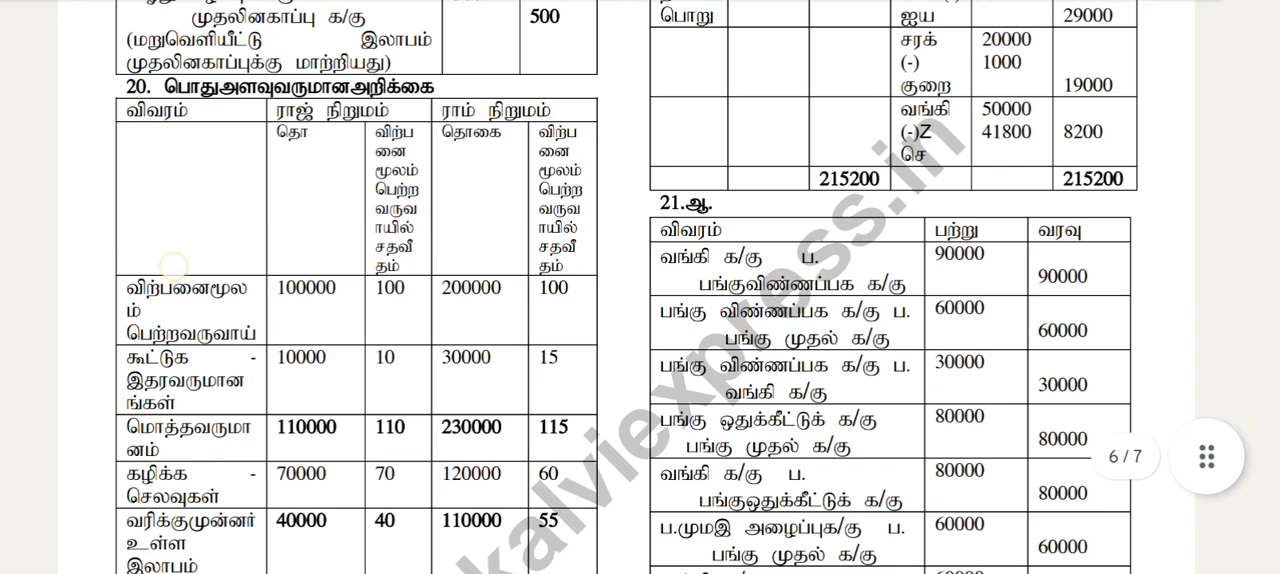 முதலினகாப்பு க/கு
500
(மறுவெளியீட்டு இலாபம்
முதலினகாப்புக்கு மாற்றியது)
20. பொதுஅளவுவருமானஅறிக்கை
விவரம் ராஜ் நிறுமம் ராம் நிறுமம்
தொ விற்ப தொகை விற்ப
னை னை
மூலம் மூலம்
பெற்ற பெற்ற
வருவ வருவ
ாயில் ாயில்
சதவீ சதவீ
தம் தம்
விற்பனைமூல 100000 100 200000 100
ம்
பெற்றவருவாய்
கூட்டுக - 10000 10 30000 15
இதரவருமான
ங்கள்
மொத்தவருமா 110000 110 230000 115
னம்
கழிக்க - 70000 70 120000 60
செலவுகள்
வரிக்குமுன்னர் 40000 40 110000 55
உள்ள
இலாபம்
பொறு ஐய 29000
சரக் 20000
(-) 1000
குறை 19000
வங்கி 50000
(-)Z 41800 8200
செ
215200 215200
21.ஆ.
விவரம் பற்று வரவு
வங்கி க/கு ப. 90000
பங்குவிண்ணப்பக க/கு 90000
பங்கு விண்ணப்பக க/கு ப. 60000
பங்கு முதல் க/கு 60000
பங்கு விண்ணப்பக க/கு ப. 30000
வங்கி க/கு 30000
பங்கு ஒதுக்கீட்டுக் க/கு 80000
பங்கு முதல் க/கு 80000
வங்கி க/கு ப. 80000
பங்குஒதுக்கீட்டுக் க/கு 80000
ப.முமஇ அழைப்புக/கு ப. 60000
பங்கு முதல் க/கு 60000
6 / 7
kalviexpress.in